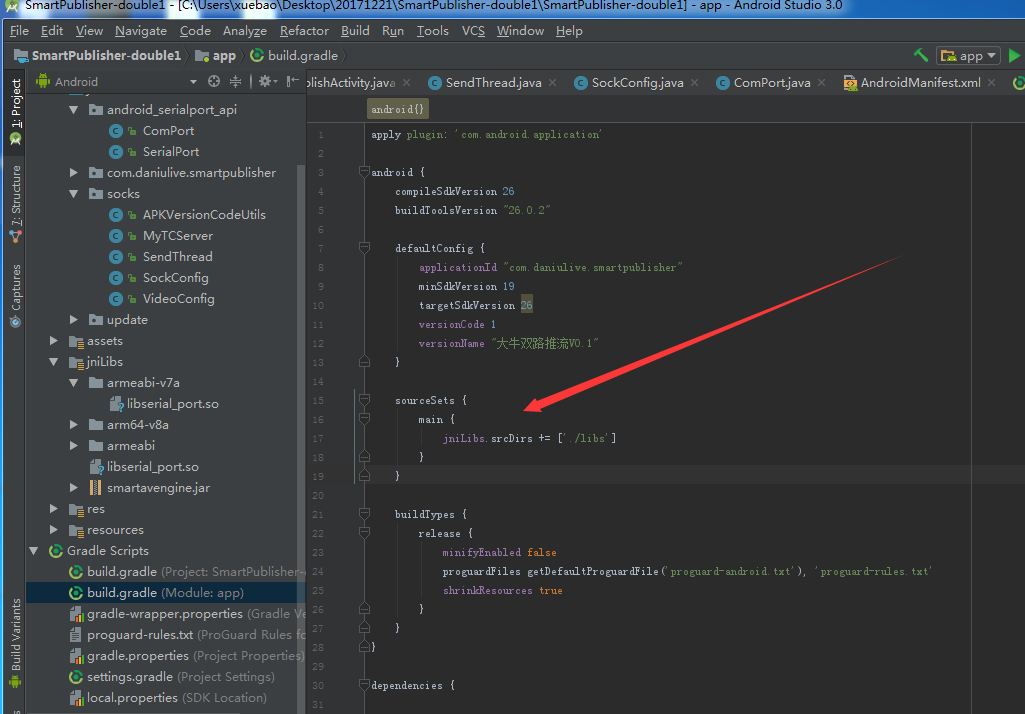 SmartPublisher-double1 - [C:\Users\xuebao\Desktop\20171221\SmartPublisher-double1\SmartPublisher-double1] - app - Android Studio 3.0
File Edit View Navigate Code Analyze Refactor Build Run Tools VCS Window Help
SmartPublisher-double1 app build.gradle app
1: Project
7: Structure
Captures
Build Variants
Android
android_serialport_api
ComPort
SerialPort
com.daniulive.smartpublisher
socks
APKVersionCodeUtils
MyTCServer
SendThread
SockConfig
VideoConfig
update
assets
jniLibs
armeabi-v7a
libserial_port.so
arm64-v8a
armeabi
libserial_port.so
smartavengine.jar
res
resources
Gradle Scripts
build.gradle (Project: SmartPublisher-
build.gradle (Module: app)
gradle-wrapper.properties (Gradle Ve
proguard-rules.txt (ProGuard Rules fo
gradle.properties (Project Properties)
settings.gradle (Project Settings)
local.properties (SDK Location)
blishActivity.java SendThread.java SockConfig.java ComPort.java AndroidManifest.xml
android{}
1 apply plugin: 'com.android.application'
2
3 android {
4 compileSdkVersion 26
5 buildToolsVersion "26.0.2"
6
7 defaultConfig {
8 applicationId "com.daniulive.smartpublisher"
9 minSdkVersion 19
10 targetSdkVersion 26
11 versionCode 1
12 versionName "大牛双路推流V0.1"
13 }
14
15 sourceSets {
16 main {
17 jniLibs.srcDirs += ['./libs']
18 }
19 }
20
21 buildTypes {
22 release {
23 minifyEnabled false
24 proguardFiles getDefaultProguardFile('proguard-android.txt'), 'proguard-rules.txt'
25 shrinkResources true
26 }
27 }
28 }
29
30 dependencies {
31